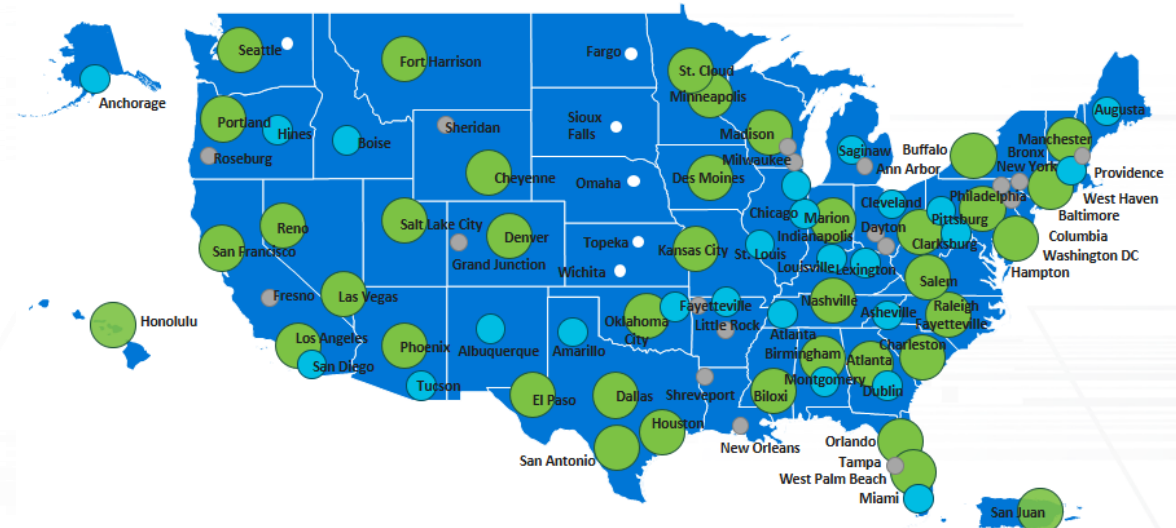 Seattle
Fort Harrison
Fargo
St. Cloud
Minneapolis
Anchorage
Augusta
Portland
Hines
Sheridan
Sioux
Falls
Madison
Buffalo
Manchester
Roseburg
Boise
Milwaukee
Saginaw
Ann Arbor
Bronx
New York
Providence
Cheyenne
Omaha
Des Moines
West Haven
Philadelphia
Cleveland
Baltimore
Chicago
Marion
Pittsburg
Reno
Salt Lake City
Denver
Topeka
Kansas City
St. Louis
Indianapolis
Dayton
Clarksburg
Columbia
Washington DC
San Francisco
Grand Junction
Wichita
Louisville
Lexington
Hampton
Salem
Fresno
Las Vegas
Honolulu
Oklahoma
City
Fayetteville
Little Rock
Nashville
Asheville
Raleigh
Fayetteville
Los Angeles
San Diego
Phoenix
Albuquerque
Amarillo
Atlanta
Birmingham
Atlanta
Charleston
Tucson
El Paso
Dallas
Shreveport
Biloxi
Montgomery
Dublin
Houston
New Orleans
Orlando
San Antonio
Tampa
West Palm Beach
Miami
San Juan